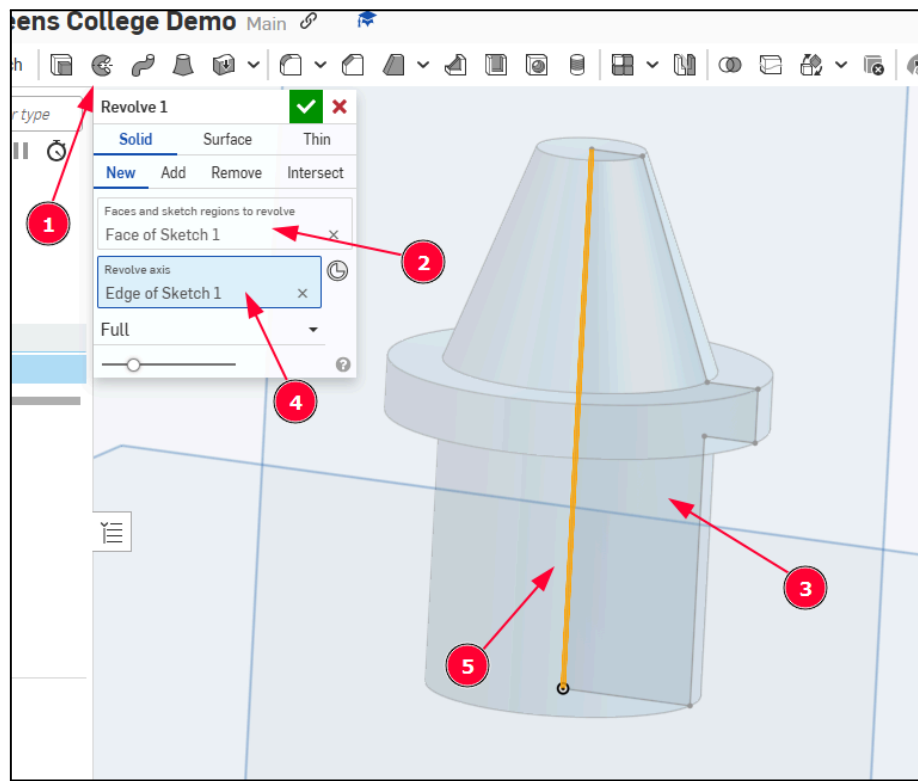 eens College Demo Main
h
r type
Revolve 1
Solid Surface Thin
New Add Remove Intersect
Faces and sketch regions to revolve
Face of Sketch 1
Revolve axis
Edge of Sketch 1
Full
1
2
4
3
5